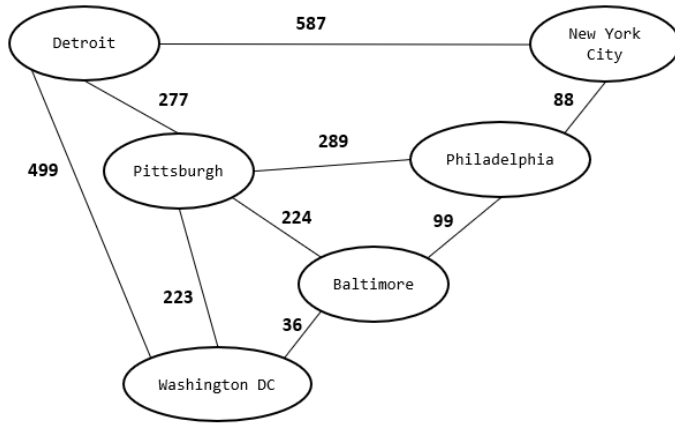 587
Detroit
New York
City
277
88
289
499
Pittsburgh
Philadelphia
224
99
Baltimore
223
36
Washington DC